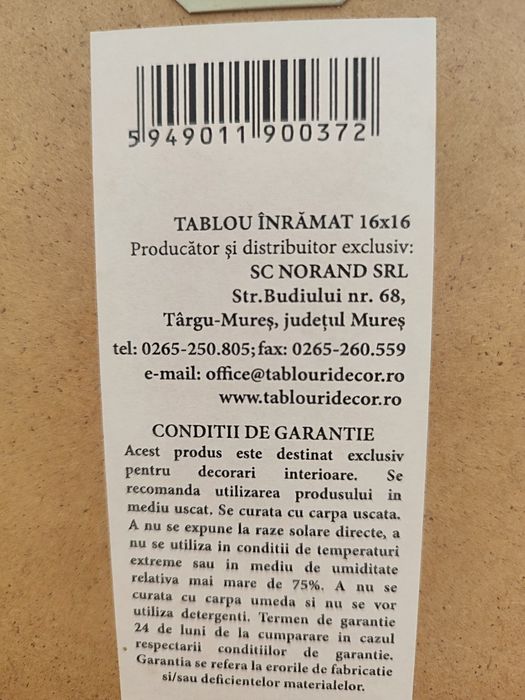 5949011900372
TABLOU ÎNRĂMAT 16x16
Producător şi distribuitor exclusiv:
SC NORAND SRL
Str.Budiului nr. 68,
Târgu-Mureş, judeţul Mureş
tel: 0265-250.805; fax: 0265-260.559
e-mail: office@tablouridecor.ro
www.tablouridecor.ro
CONDITII DE GARANTIE
Acest produs este destinat exclusiv
pentru decorari interioare. Se
recomanda utilizarea produsului in
mediu uscat. Se curata cu carpa uscata.
A nu se expune la raze solare directe, a
nu se utiliza in conditii de temperaturi
extreme sau in mediu de umiditate
relativa mai mare de 75%. A nu se
curata cu carpa umeda si nu se vor
utiliza detergenti. Termen de garantie
24 de luni de la cumparare in cazul
respectarii conditiilor de garantie.
Garantia se refera la erorile de fabricatie
si/sau deficientelor materialelor.